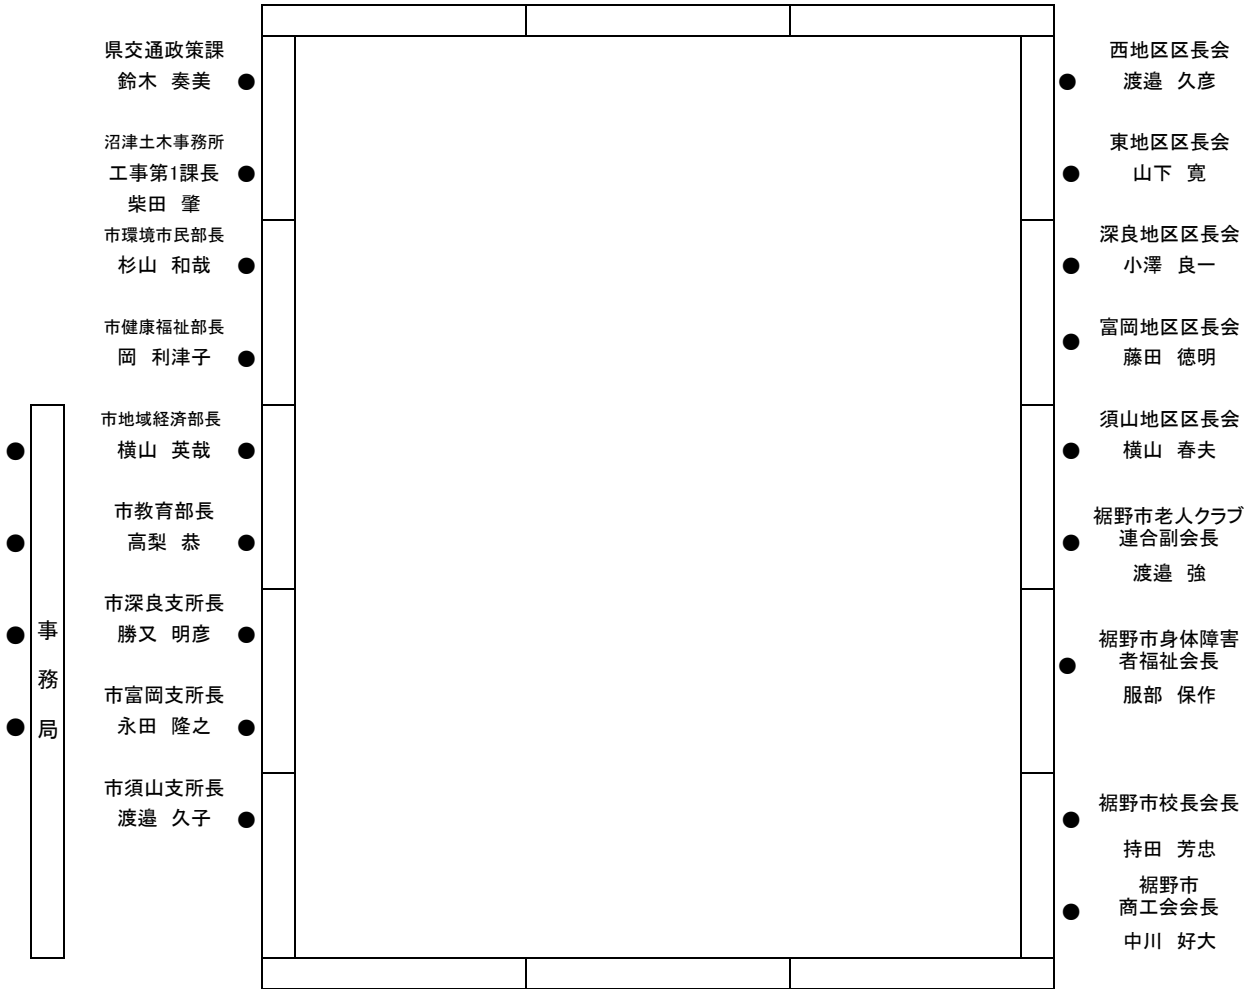 県交通政策課
鈴木 奏美
沼津土木事務所
工事第1課長
柴田 肇
市環境市民部長
杉山 和哉
市健康福祉部長
岡 利津子
市地域経済部長
横山 英哉
市教育部長
高梨 恭
市深良支所長
勝又 明彦
市富岡支所長
永田 隆之
市須山支所長
渡邉 久子
事
務
局
西地区区長会
渡邉 久彦
東地区区長会
山下 寛
深良地区区長会
小澤 良一
富岡地区区長会
藤田 徳明
須山地区区長会
横山 春夫
裾野市老人クラブ
連合副会長
渡邉 強
裾野市身体障害
者福祉会長
服部 保作
裾野市校長会長
持田 芳忠
裾野市
商工会会長
中川 好大